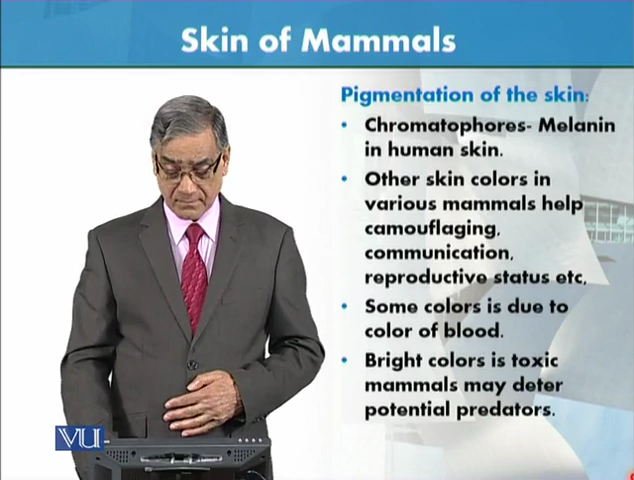 Skin of Mammals
Pigmentation of the skin:
• Chromatophores- Melanin
in human skin.
• Other skin colors in
various mammals help
camouflaging,
communication,
reproductive status etc,
• Some colors is due to
color of blood.
• Bright colors is toxic
mammals may deter
potential predators.
VU